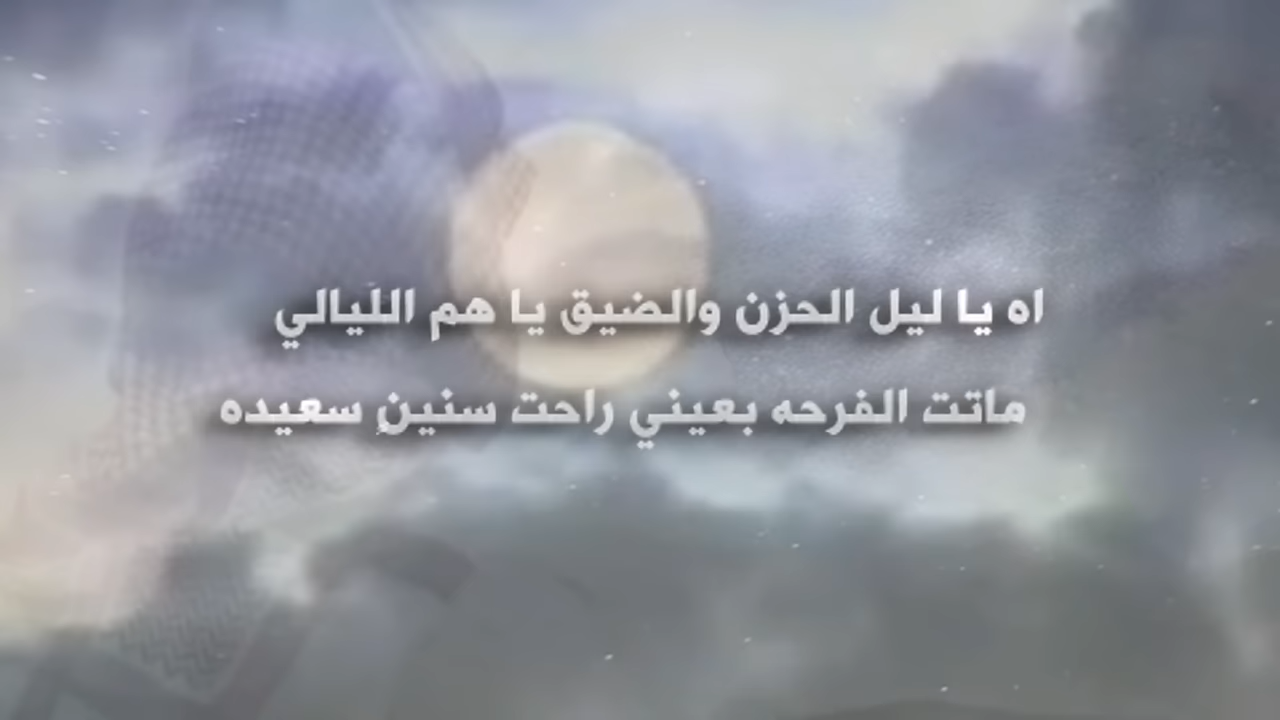 اه يا ليل الحزن والضيق يا هم الليالي
ماتت الفرحه بعيني راحت سنين سعيده